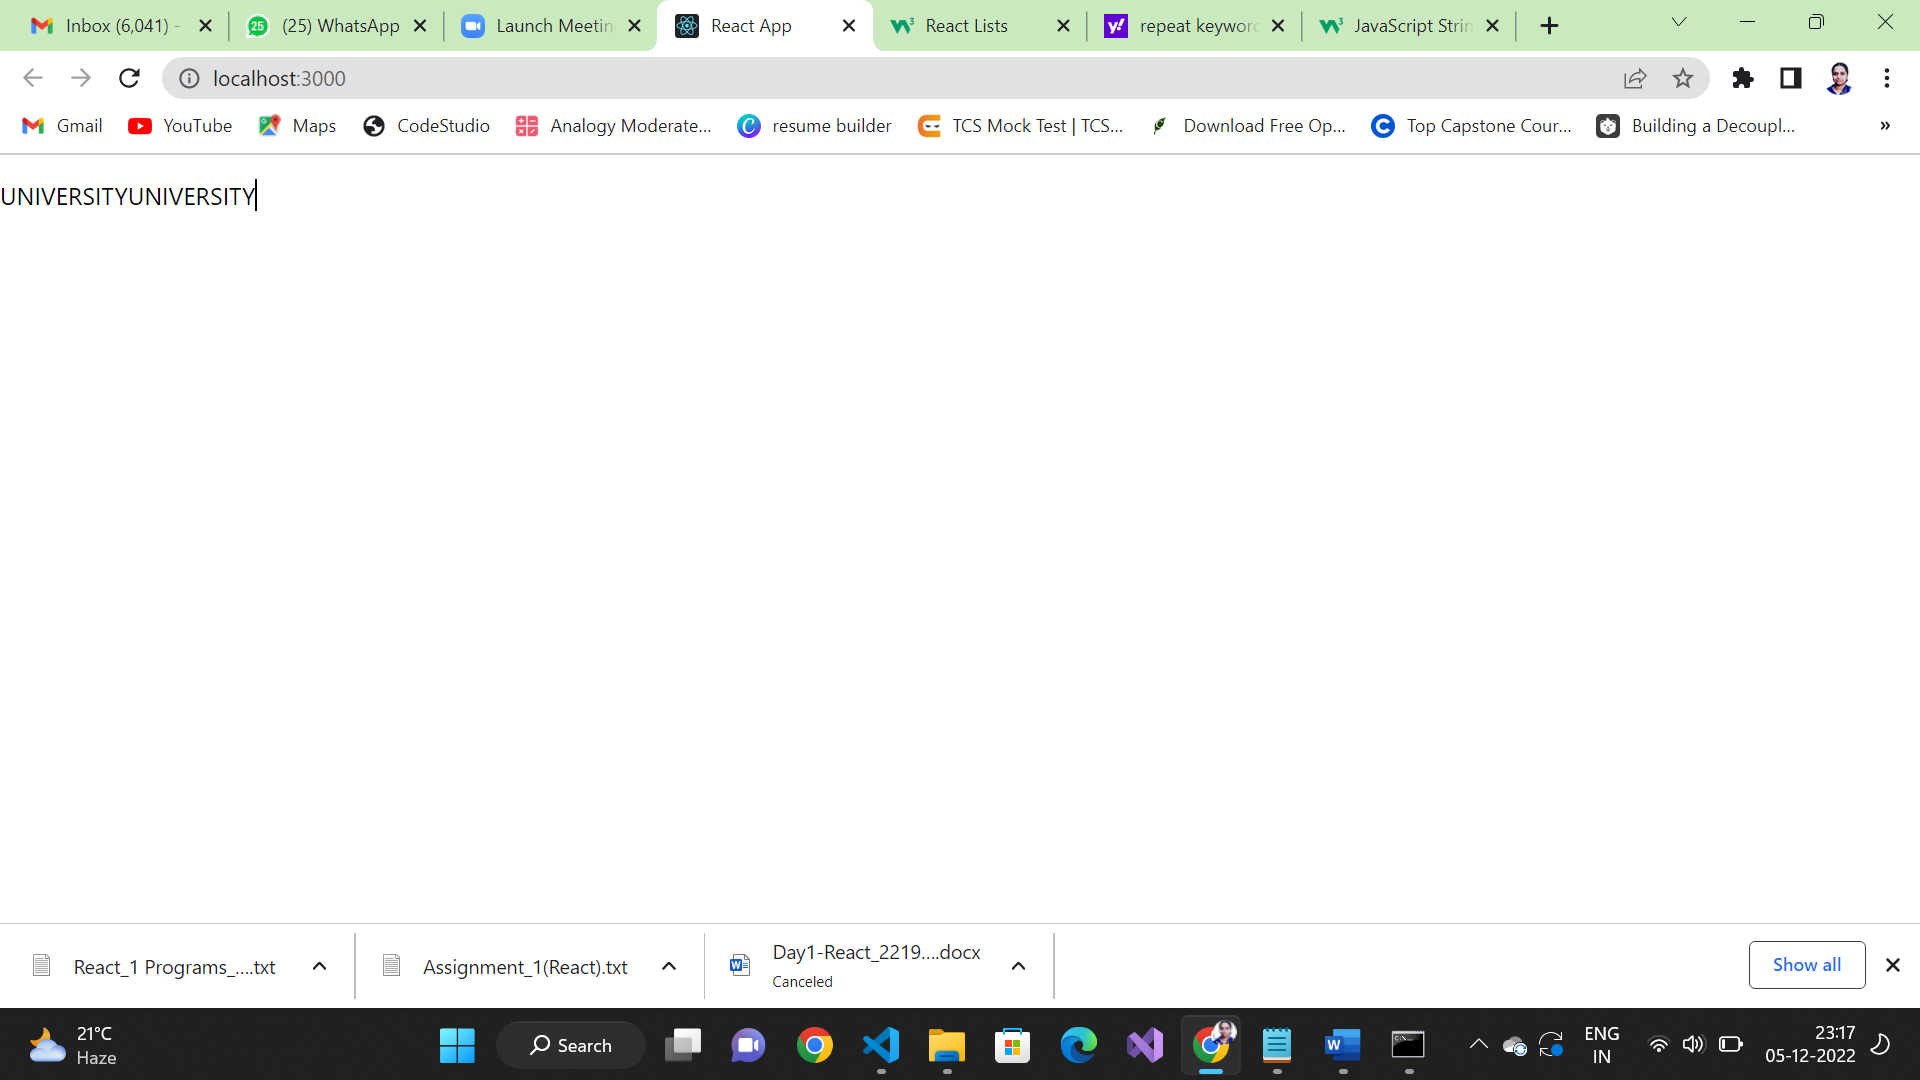 Inbox (6,041) -
(25) WhatsApp
Launch Meetin
React App
React Lists
repeat keyword
JavaScript Strin
localhost:3000
Gmail
YouTube
Maps
CodeStudio
Analogy Moderate...
resume builder
TCS Mock Test | TCS...
Download Free Op...
Top Capstone Cour...
Building a Decoupl...
»
UNIVERSITYUNIVERSITY
React_1 Programs_....txt
Assignment_1(React).txt
Day1-React_2219....docx
Canceled
Show all
21°C
Haze
Search
ENG
IN
23:17
05-12-2022